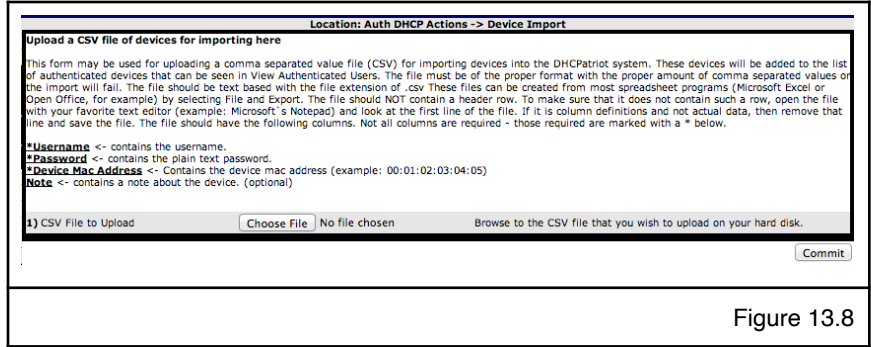 Location: Auth DHCP Actions -> Device Import
Upload a CSV file of devices for importing here
This form may be used for uploading a comma separated value file (CSV) for importing devices into the DHCPatriot system. These devices will be added to the list
of authenticated devices that can be seen in View Authenticated Users. The file must be of the proper format with the proper amount of comma separated values or
the import will fail. The file should be text based with the file extension of .csv These files can be created from most spreadsheet programs (Microsoft Excel or
Open Office, for example) by selecting File and Export. The file should NOT contain a header row. To make sure that it does not contain such a row, open the file
with your favorite text editor (example: Microsoft`s Notepad) and look at the first line of the file. If it is column definitions and not actual data, then remove that
line and save the file. The file should have the following columns. Not all columns are required - those required are marked with a * below.
*Username <- contains the username.
*Password <- contains the plain text password.
*Device Mac Address <- Contains the device mac address (example: 00:01:02:03:04:05)
Note <- contains a note about the device. (optional)
1) CSV File to Upload Choose File No file chosen Browse to the CSV file that you wish to upload on your hard disk.
Commit
Figure 13.8